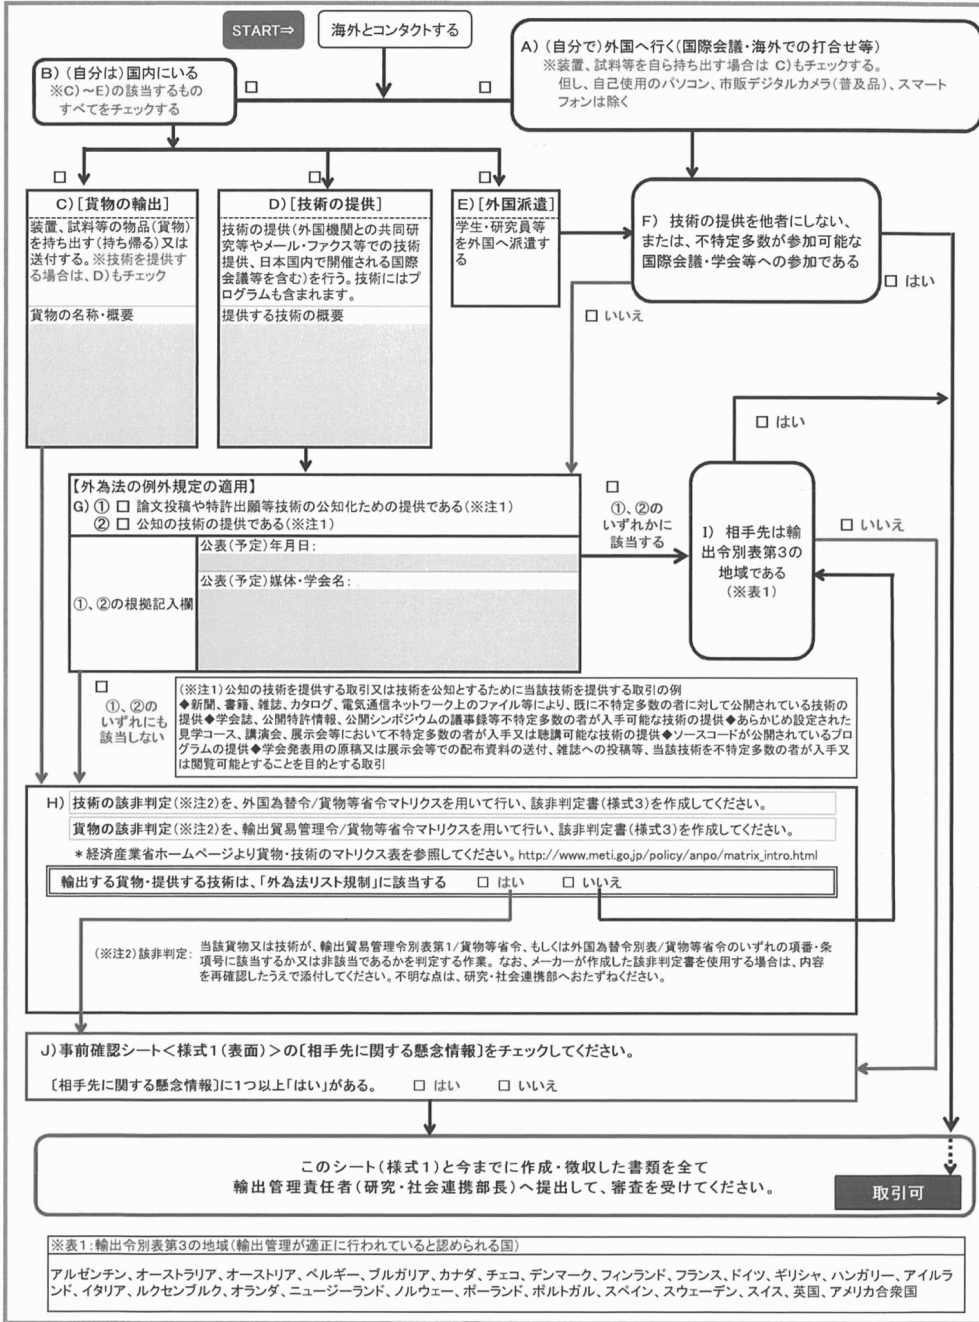 START⇒
海外とコンタクトする
A) (自分で)外国へ行く(国際会議・海外での打合せ等)
※装置、試料等を自ら持ち出す場合は C)もチェックする。
但し、自己使用のパソコン、市販デジタルカメラ(普及品)、スマート
フォンは除く
B) (自分は)国内にいる
※C)~E)の該当するもの
すべてをチェックする
□
□
□
□
□
C) [貨物の輸出]
装置、試料等の物品(貨物)
を持ち出す(持ち帰る)又は
送付する。※技術を提供す
る場合は、D)もチェック
貨物の名称・概要
D) [技術の提供]
技術の提供(外国機関との共同研
究等やメール・ファクス等での技術
提供、日本国内で開催される国際
会議等を含む)を行う。技術にはプ
ログラムも含まれます。
提供する技術の概要
E) [外国派遣]
学生・研究員等
を外国へ派遣す
る
F) 技術の提供を他者にしない、
または、不特定多数が参加可能な
国際会議・学会等への参加である
□ はい
□ いいえ
□ はい
【外為法の例外規定の適用】
G) ① □ 論文投稿や特許出願等技術の公知化ための提供である(※注1)
② □ 公知の技術の提供である(※注1)
①、②の根拠記入欄
公表(予定)年月日:
公表(予定)媒体・学会名:
□
①、②の
いずれかに
該当する
I) 相手先は輸
出令別表第3の
地域である
(※表1)
□ いいえ
□
①、②の
いずれにも
該当しない
(※注1)公知の技術を提供する取引又は技術を公知とするために当該技術を提供する取引の例
◆新聞、書籍、雑誌、カタログ、電気通信ネットワーク上のファイル等により、既に不特定多数の者に対して公開されている技術の
提供◆学会誌、公開特許情報、公開シンポジウムの議事録等不特定多数の者が入手可能な技術の提供◆あらかじめ設定された
見学コース、講演会、展示会等において不特定多数の者が入手又は聴講可能な技術の提供◆ソースコードが公開されているプロ
グラムの提供◆学会発表用の原稿又は展示会等での配布資料の送付、雑誌への投稿等、当該技術を不特定多数の者が入手又
は閲覧可能とすることを目的とする取引
H) 技術の該非判定(※注2)を、外国為替令/貨物等省令マトリクスを用いて行い、該非判定書(様式3)を作成してください。
貨物の該非判定(※注2)を、輸出貿易管理令/貨物等省令マトリクスを用いて行い、該非判定書(様式3)を作成してください。
*経済産業省ホームページより貨物・技術のマトリクス表を参照してください。http://www.meti.go.jp/policy/anpo/matrix_intro.html
輸出する貨物・提供する技術は、「外為法リスト規制」に該当する □ はい □ いいえ
(※注2)該非判定: 当該貨物又は技術が、輸出貿易管理令別表第1/貨物等省令、もしくは外国為替令別表/貨物等省令のいずれの項番・条
項号に該当するか又は非該当であるかを判定する作業。なお、メーカーが作成した該非判定書を使用する場合は、内容
を再確認したうえで添付してください。不明な点は、研究・社会連携部へおたずねください。
J)事前確認シート<様式1(表面)>の〔相手先に関する懸念情報〕をチェックしてください。
〔相手先に関する懸念情報〕に1つ以上「はい」がある。 □ はい □ いいえ
このシート(様式1)と今までに作成・徴収した書類を全て
輸出管理責任者(研究・社会連携部長)へ提出して、審査を受けてください。
取引可
※表1:輸出令別表第3の地域(輸出管理が適正に行われていると認められる国)
アルゼンチン、オーストラリア、オーストリア、ベルギー、ブルガリア、カナダ、チェコ、デンマーク、フィンランド、フランス、ドイツ、ギリシャ、ハンガリー、アイルラ
ンド、イタリア、ルクセンブルク、オランダ、ニュージーランド、ノルウェー、ポーランド、ポルトガル、スペイン、スウェーデン、スイス、英国、アメリカ合衆国